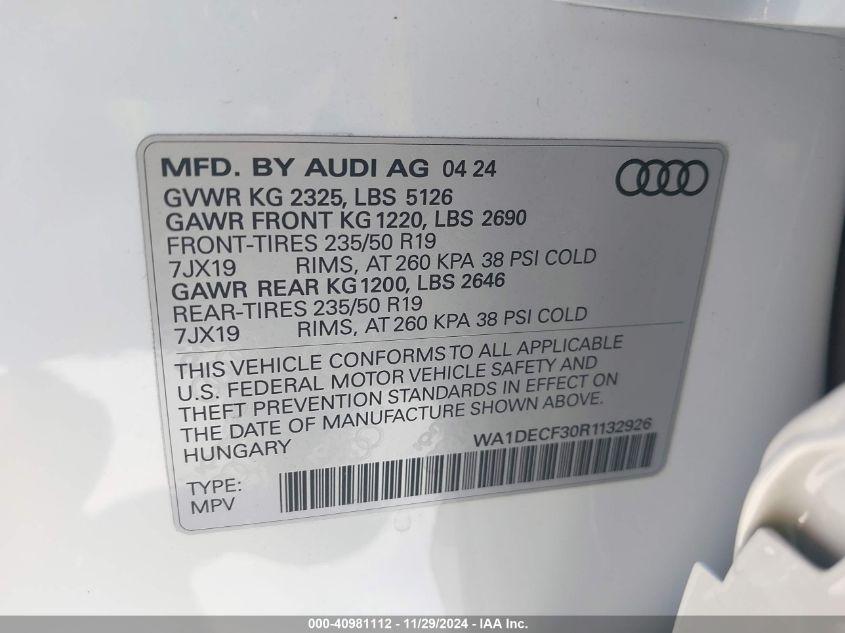 MFD. BY AUDI AG 04 24
GVWR KG 2325, LBS 5126
GAWR FRONT KG 1220, LBS 2690
FRONT-TIRES 235/50 R19
7JX19 RIMS, AT 260 KPA 38 PSI COLD
GAWR REAR KG 1200, LBS 2646
REAR-TIRES 235/50 R19
7JX19 RIMS, AT 260 KPA 38 PSI COLD
THIS VEHICLE CONFORMS TO ALL APPLICABLE
U.S. FEDERAL MOTOR VEHICLE SAFETY AND
THEFT PREVENTION STANDARDS IN EFFECT ON
THE DATE OF MANUFACTURE SHOWN ABOVE.
HUNGARY WA1DECF30R1132926
TYPE:
MPV
000-40981112 - 11/29/2024 - IAA Inc.